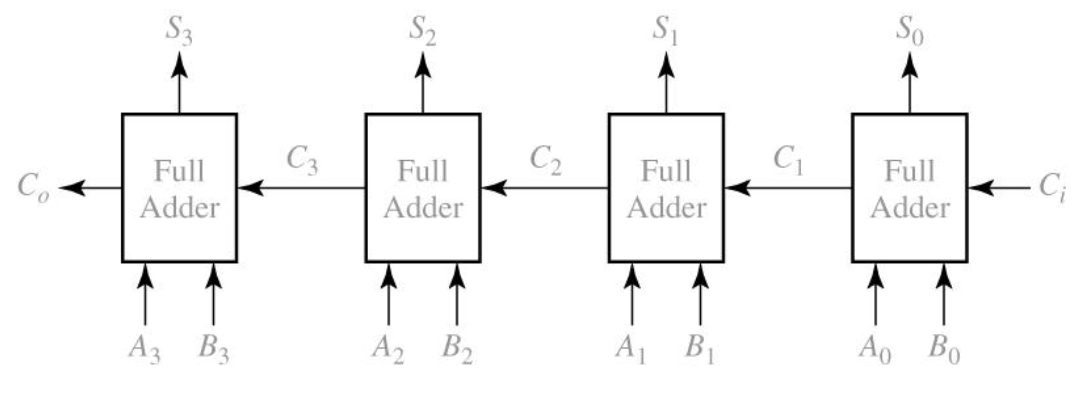 S₃ S₂ S₁ S₀
Cₒ Full Adder C₃ Full Adder C₂ Full Adder C₁ Full Adder Cᵢ
A₃ B₃ A₂ B₂ A₁ B₁ A₀ B₀